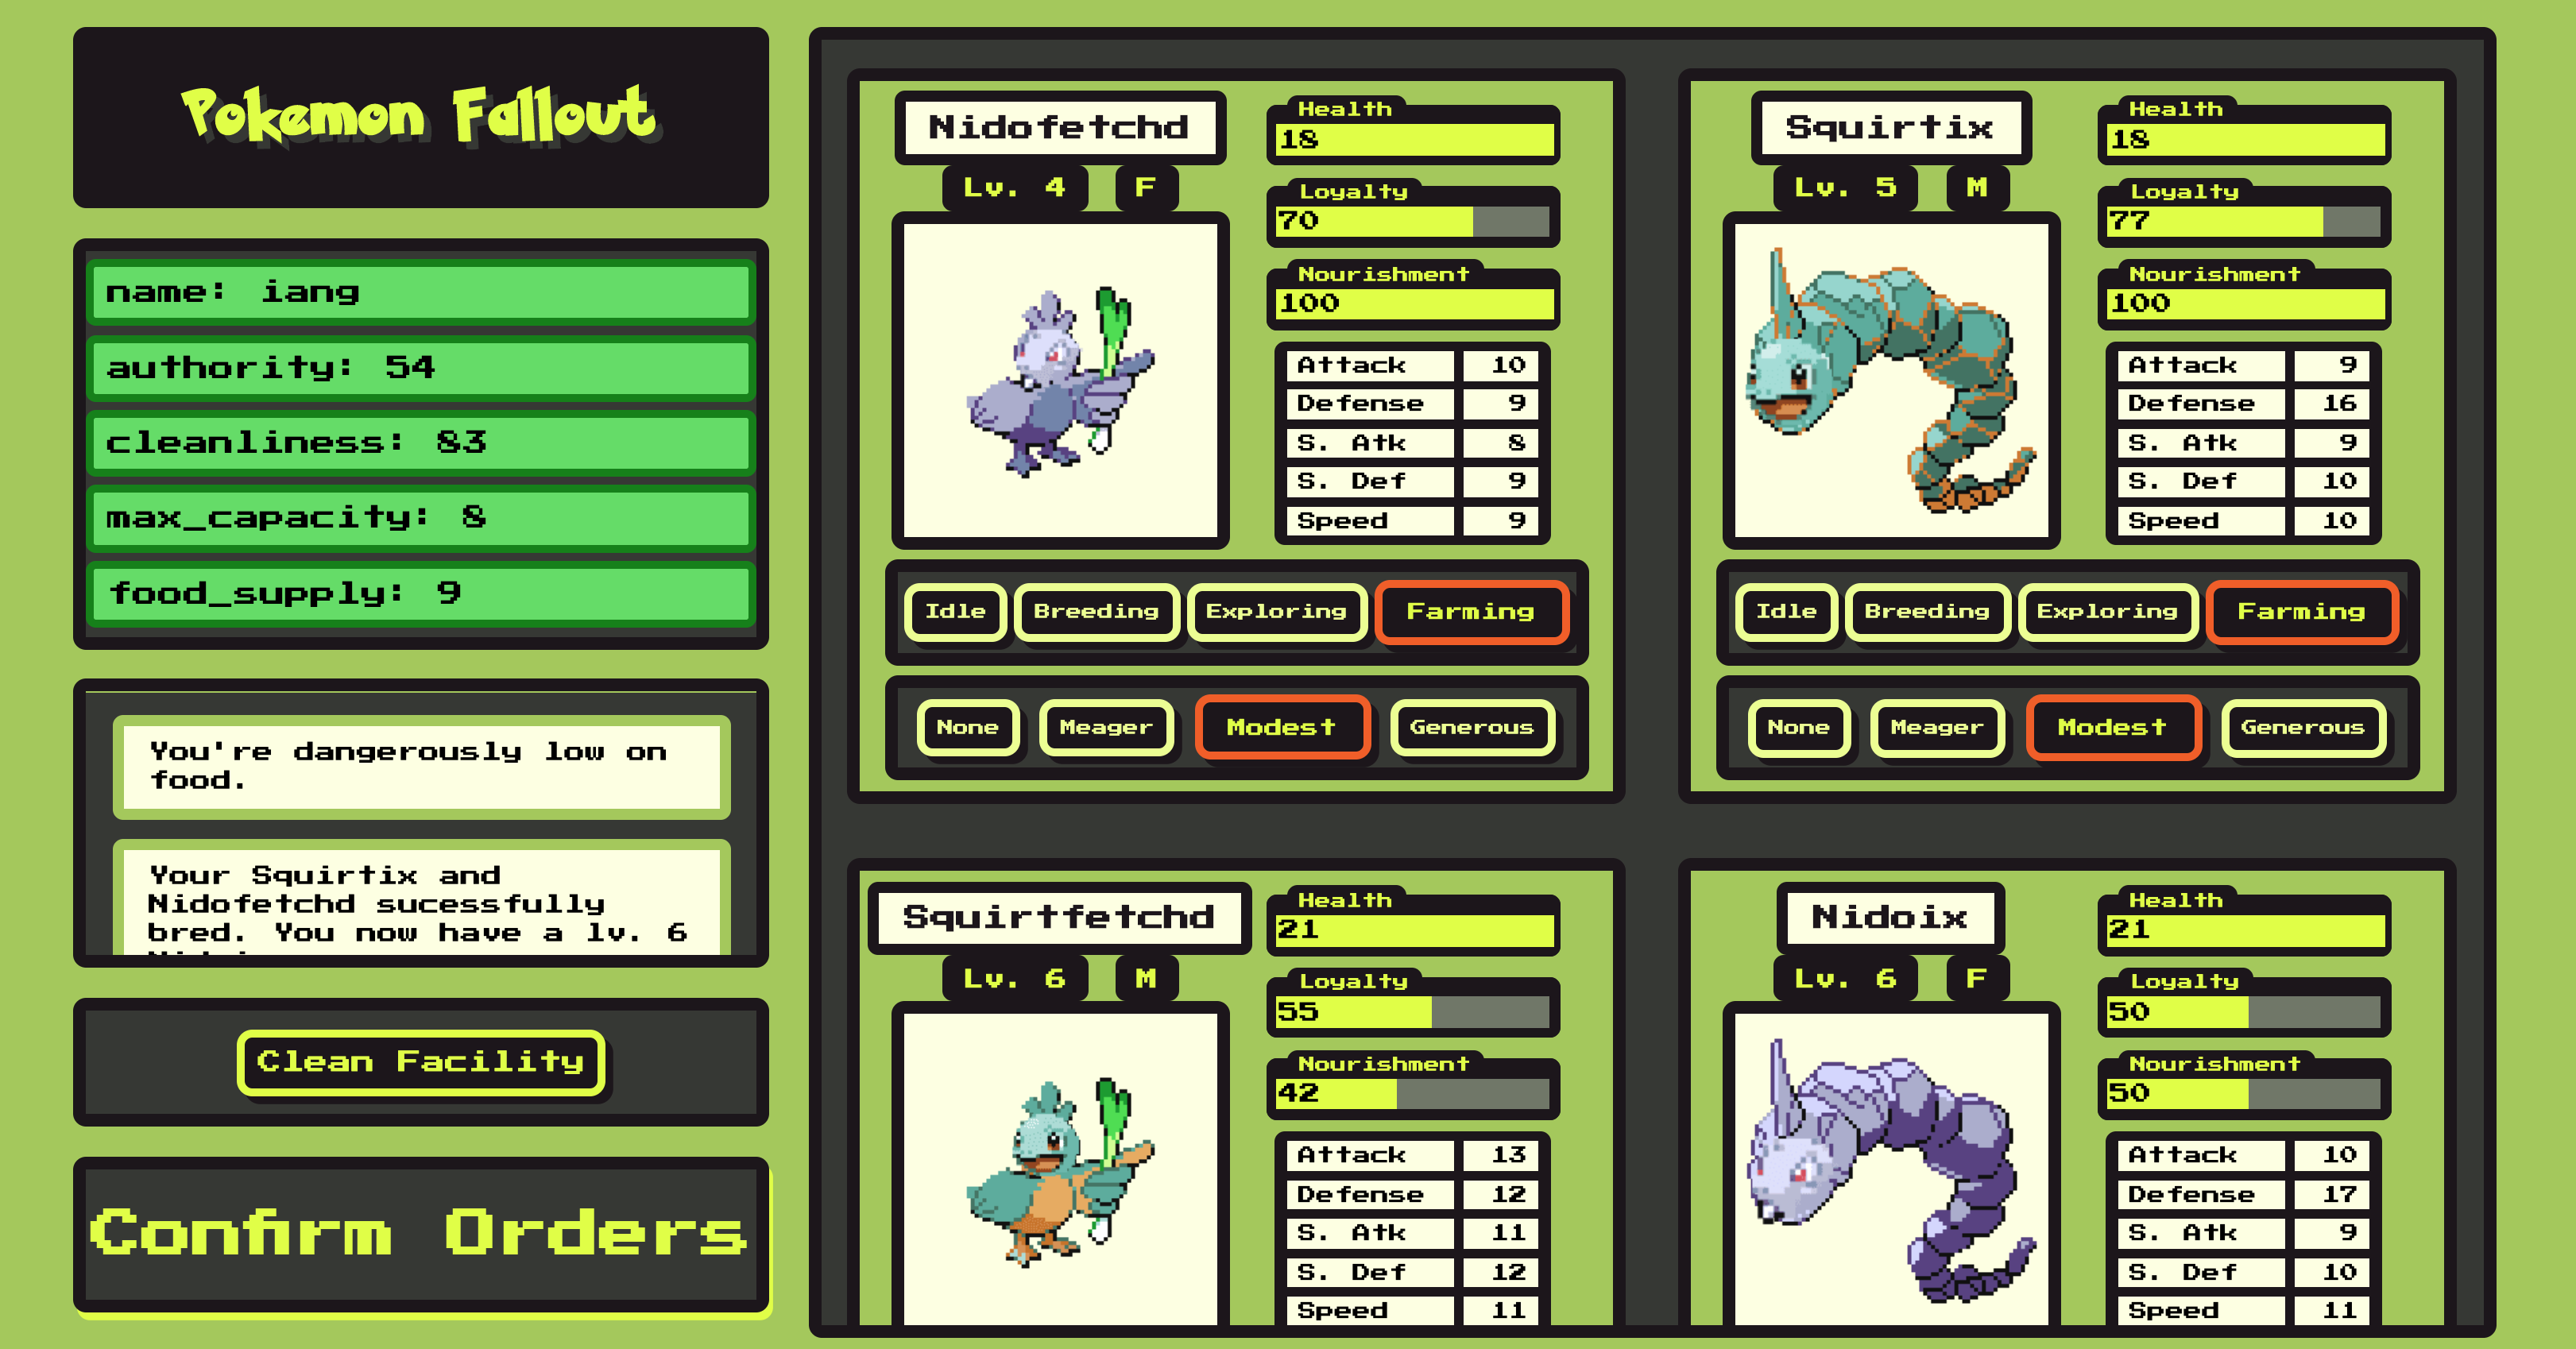 Pokemon Fallout
name: iang
authority: 54
cleanliness: 83
max_capacity: 8
food_supply: 9
You're dangerously low on
food.
Your Squirtix and
Nidofetchd sucessfully
bred. You now have a lv. 6
Clean Facility
Confirm Orders
Nidofetchd
Lv. 4 F
Health
18
Loyalty
70
Nourishment
100
Attack 10
Defense 9
S. Atk 8
S. Def 9
Speed 9
Idle Breeding Exploring Farming
None Meager Modest Generous
Squirtix
Lv. 5 M
Health
18
Loyalty
77
Nourishment
100
Attack 9
Defense 16
S. Atk 9
S. Def 10
Speed 10
Idle Breeding Exploring Farming
None Meager Modest Generous
Squirtfetchd
Lv. 6 M
Health
21
Loyalty
55
Nourishment
42
Attack 13
Defense 12
S. Atk 11
S. Def 12
Speed 11
Nidoix
Lv. 6 F
Health
21
Loyalty
50
Nourishment
50
Attack 10
Defense 17
S. Atk 9
S. Def 10
Speed 11